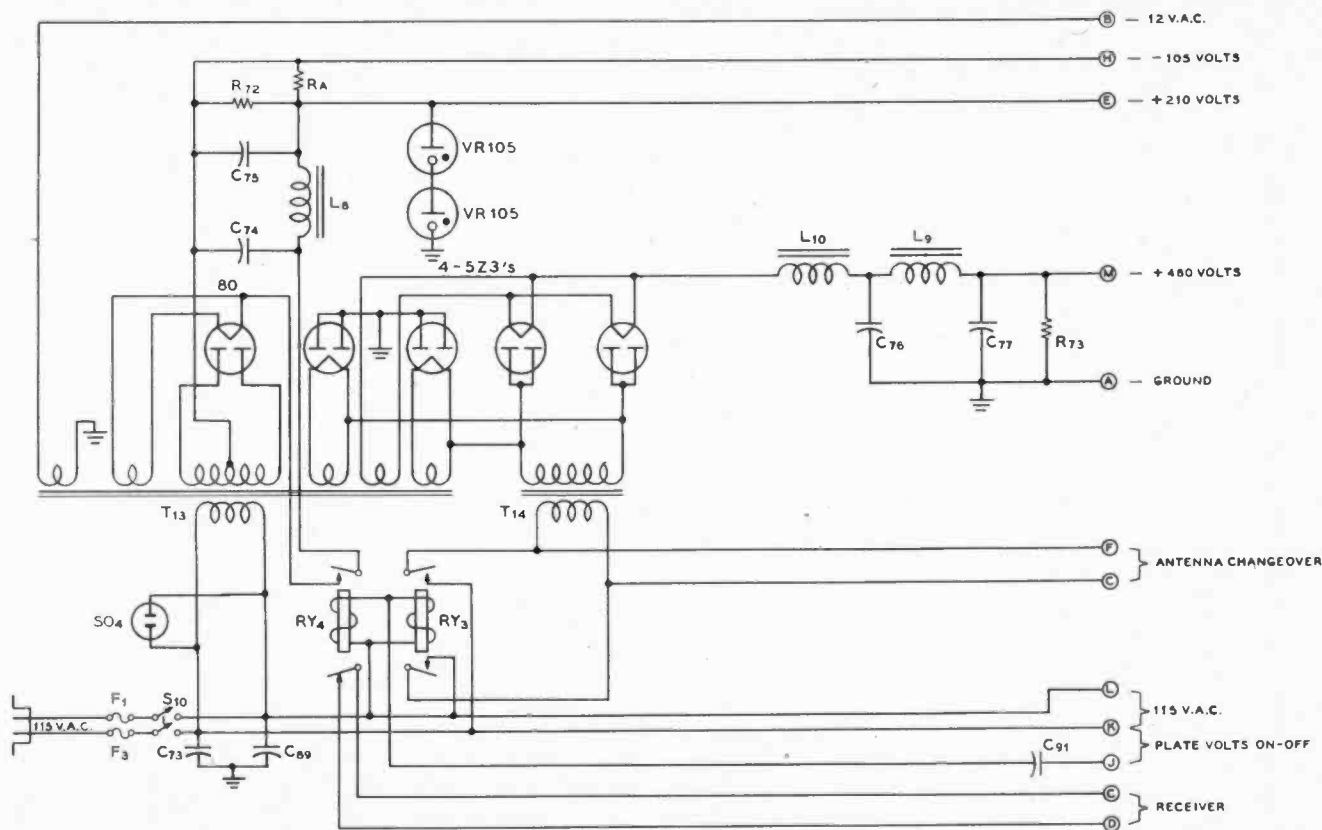 B — 12 V.A.C.
H — -105 VOLTS
R72
RA
E — +210 VOLTS
VR105
C75
L8
VR105
C74
4-5Z3's
L10
L9
M — +460 VOLTS
80
C76
C77
R73
A — GROUND
T13
T14
F
ANTENNA CHANGEOVER
C
SO4
RY4
RY3
F1
S10
L
115 V.A.C.
115 V.A.C.
K
F3
C73
C89
PLATE VOLTS ON-OFF
C91
J
C
RECEIVER
D